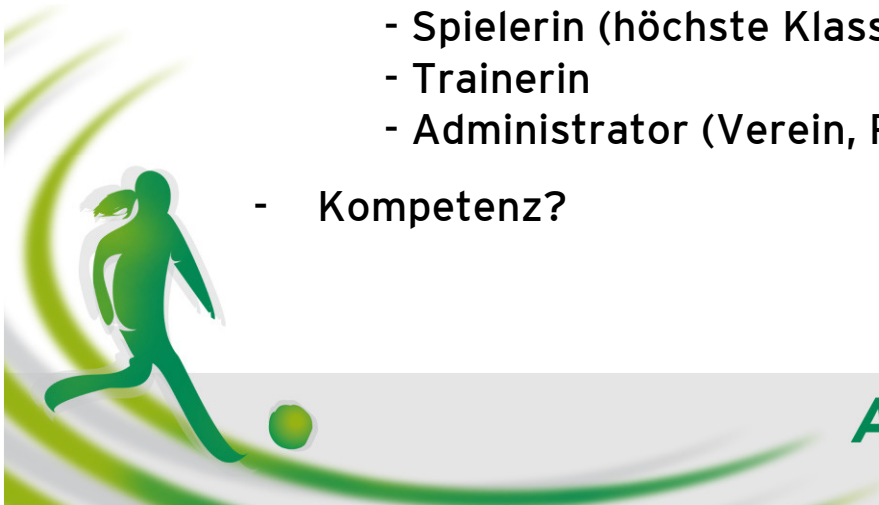 - Spielerin (höchste Klass
- Trainerin
- Administrator (Verein,
- Kompetenz?
A